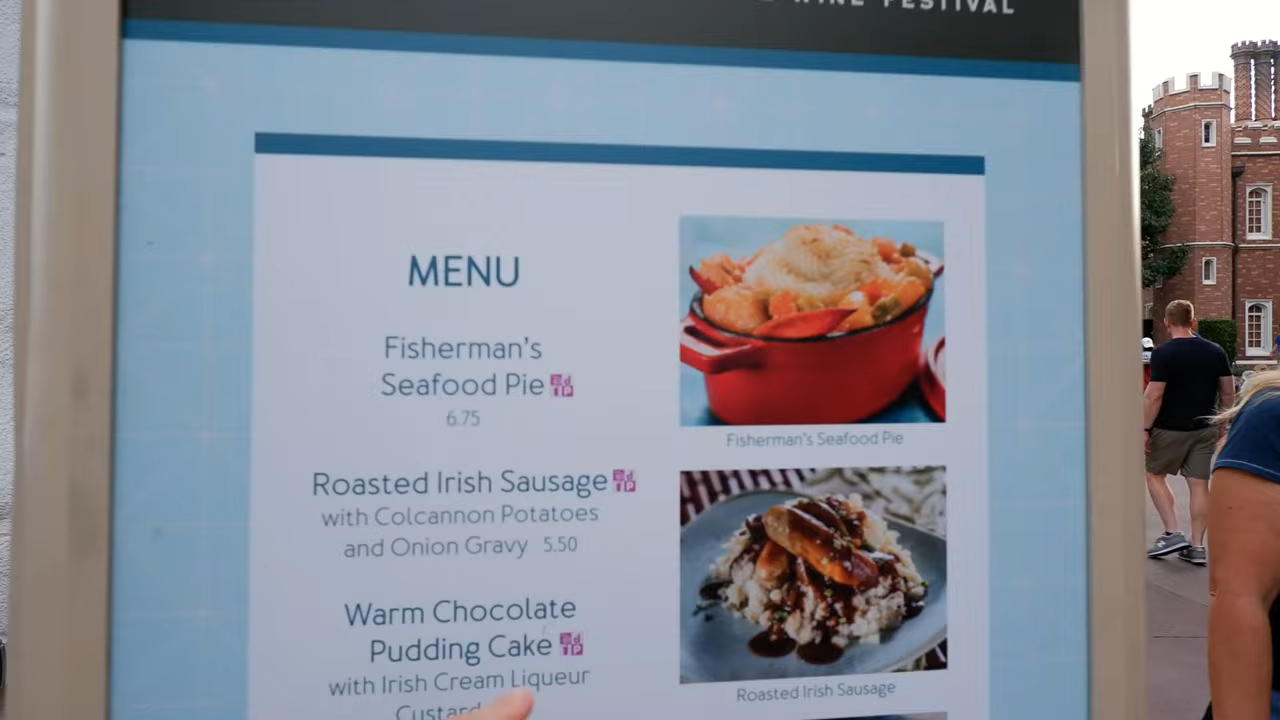 WINE FESTIVAL
MENU
Fisherman's
Seafood Pie
6.75
Fisherman's Seafood Pie
Roasted Irish Sausage
with Colcannon Potatoes
and Onion Gravy 5.50
Warm Chocolate
Pudding Cake
with Irish Cream Liqueur
Custard
Roasted Irish Sausage